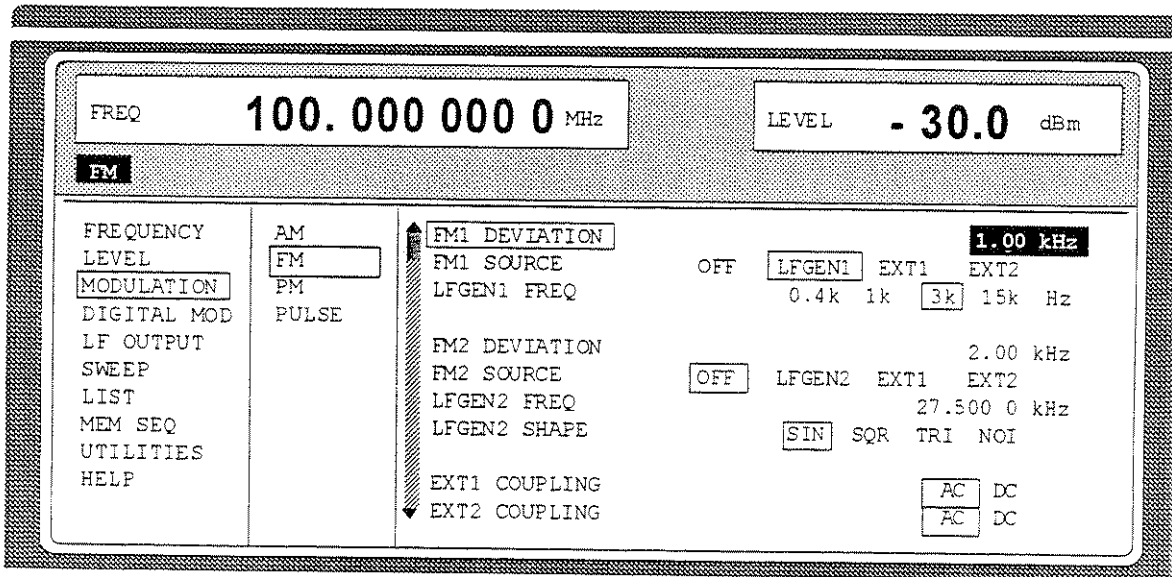 FREQ 100. 000 000 0 MHz
LEVEL - 30.0 dBm
FM
FREQUENCY
LEVEL
MODULATION
DIGITAL MOD
LF OUTPUT
SWEEP
LIST
MEM SEQ
UTILITIES
HELP
AM
FM
PM
PULSE
FM1 DEVIATION 1.00 kHz
FM1 SOURCE OFF LFGEN1 EXT1 EXT2
LFGEN1 FREQ 0.4k 1k 3k 15k Hz
FM2 DEVIATION 2.00 kHz
FM2 SOURCE OFF LFGEN2 EXT1 EXT2
LFGEN2 FREQ 27.500 0 kHz
LFGEN2 SHAPE SIN SQR TRI NOI
EXT1 COUPLING AC DC
EXT2 COUPLING AC DC